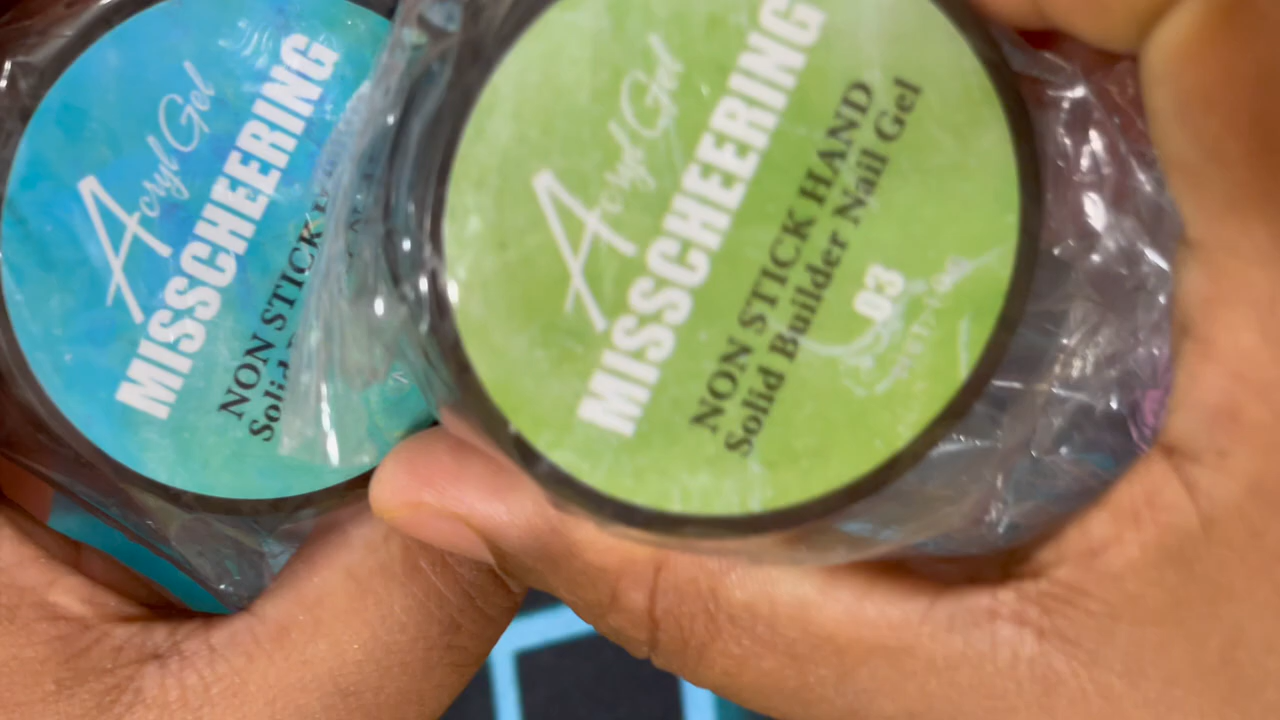 Acryl Gel
MISSCHEERING
NON STICK
Solid
Acryl Gel
MISSCHEERING
NON STICK HAND
Solid Builder Nail Gel
03